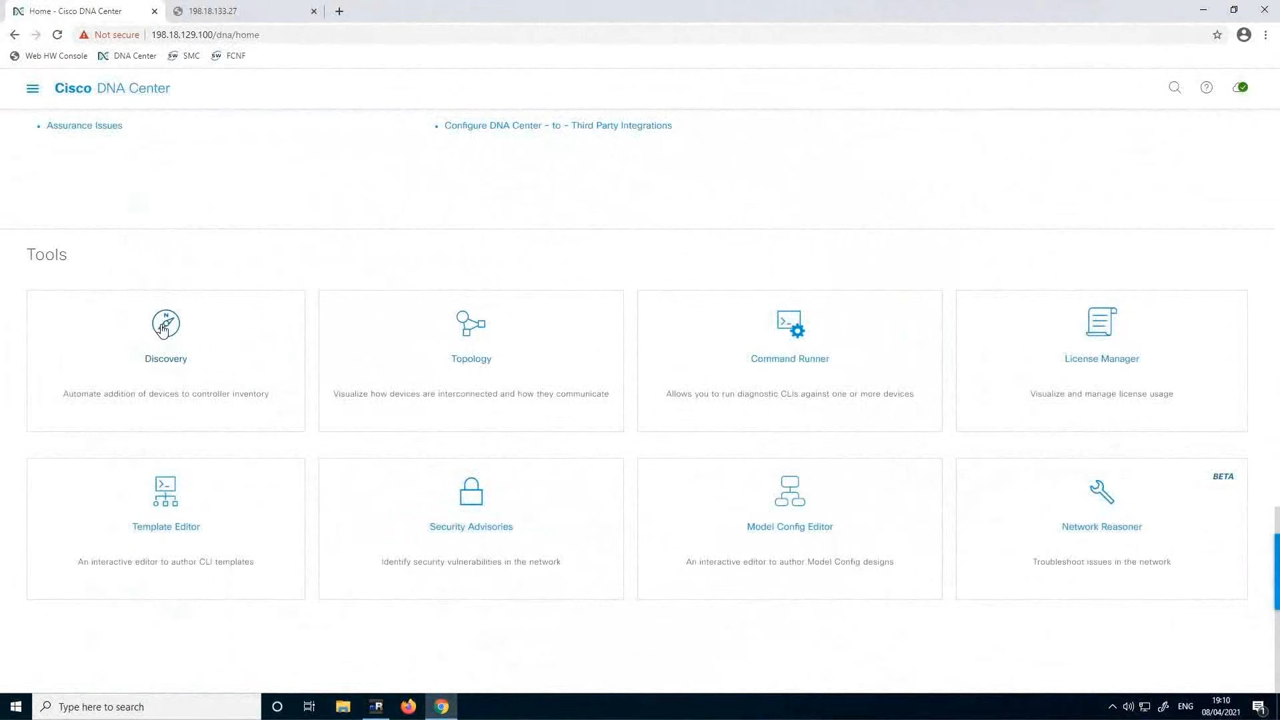 Home - Cisco DNA Center
198.18.133.27
Not secure
198.18.129.100/dna/home
Web HW Console
DNA Center
SMC
FCNF
Cisco DNA Center
• Assurance Issues
• Configure DNA Center - to - Third Party Integrations
Tools
Discovery
Automate addition of devices to controller inventory
Topology
Visualize how devices are interconnected and how they communicate
Command Runner
Allows you to run diagnostic CLIs against one or more devices
License Manager
Visualize and manage license usage
Template Editor
An interactive editor to author CLI templates
Security Advisories
Identify security vulnerabilities in the network
Model Config Editor
An interactive editor to author Model Config designs
BETA
Network Reasoner
Troubleshoot issues in the network
Type here to search
ENG
19:10
08/04/2021